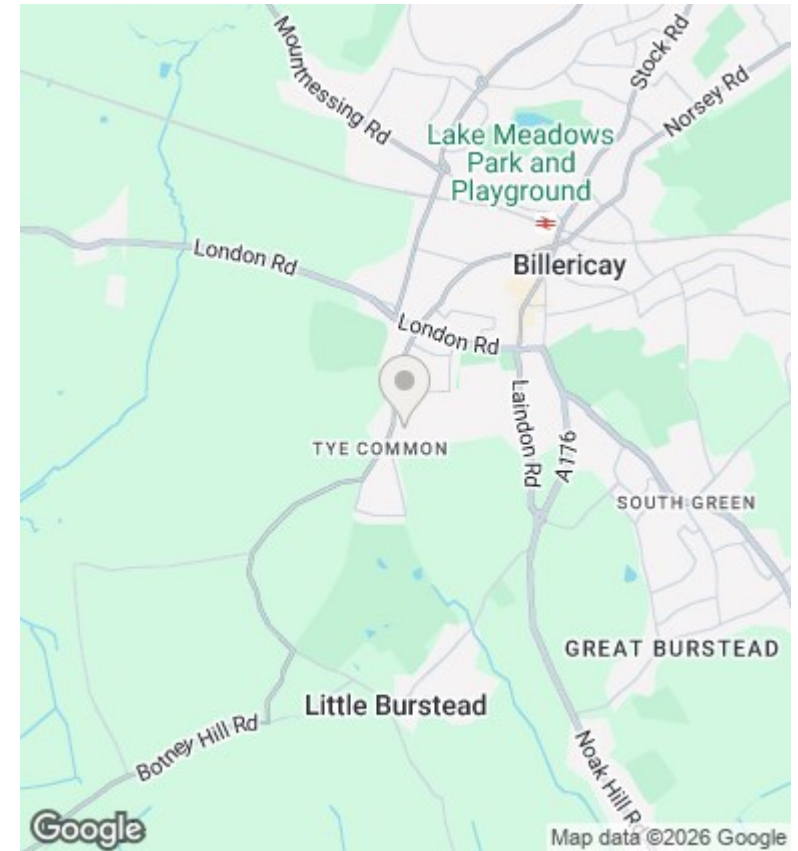 Mountnessing Rd
Stock Rd
Norsey Rd
Lake Meadows
Park and
Playground
London Rd
Billericay
London Rd
Laindon Rd
A176
TYE COMMON
SOUTH GREEN
GREAT BURSTEAD
Little Burstead
Botney Hill Rd
Noak Hill Rd
Google
Map data ©2026 Google